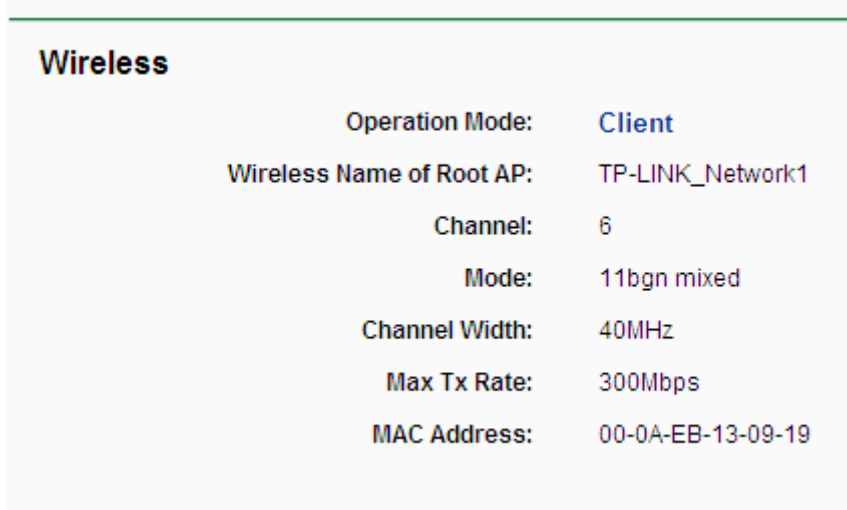 Wireless
Operation Mode: Client
Wireless Name of Root AP: TP-LINK_Network1
Channel: 6
Mode: 11bgn mixed
Channel Width: 40MHz
Max Tx Rate: 300Mbps
MAC Address: 00-0A-EB-13-09-19